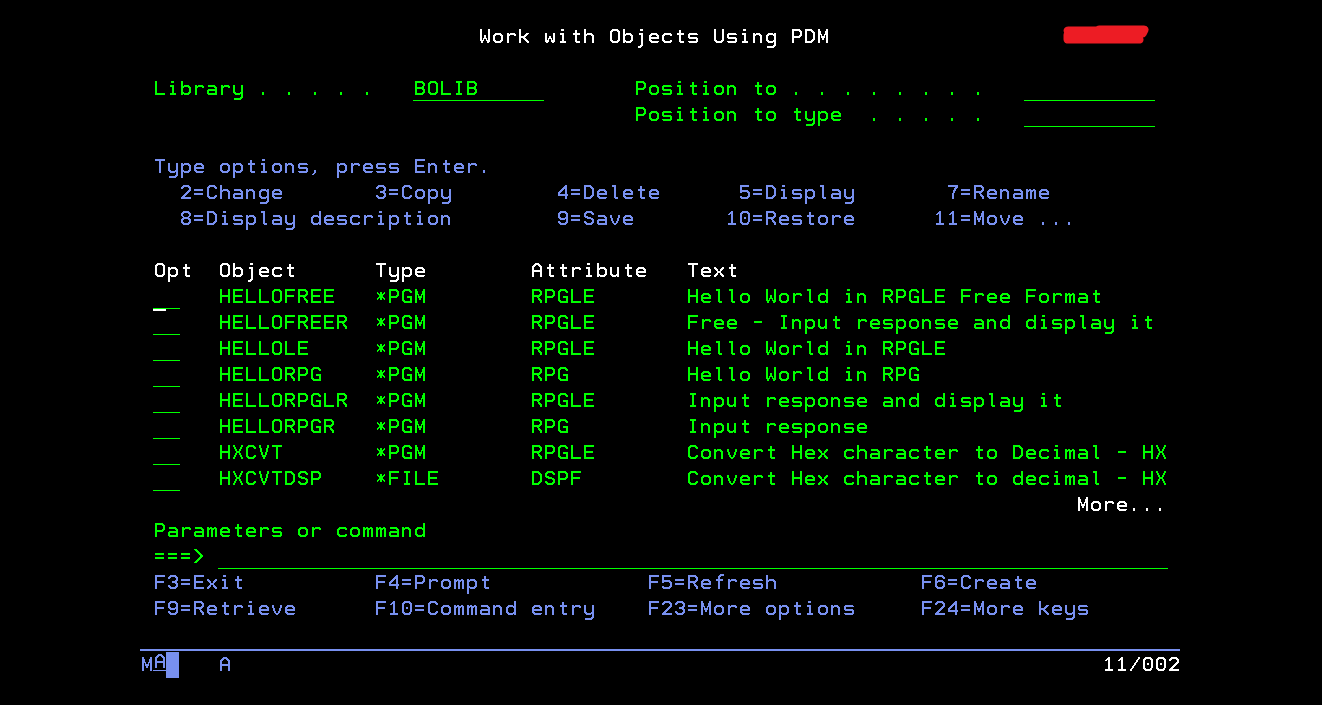 Work with Objects Using PDM
Library . . . . .   BOLIB            Position to . . . . . . . .
Position to type  . . . . .
Type options, press Enter.
2=Change       3=Copy        4=Delete      5=Display       7=Rename
8=Display description        9=Save       10=Restore      11=Move ...
Opt  Object      Type        Attribute   Text
HELLOFREE   *PGM        RPGLE       Hello World in RPGLE Free Format
HELLOFREER  *PGM        RPGLE       Free - Input response and display it
HELLOLE     *PGM        RPGLE       Hello World in RPGLE
HELLORPG    *PGM        RPG         Hello World in RPG
HELLORPGLR  *PGM        RPGLE       Input response and display it
HELLORPGR   *PGM        RPG         Input response
HXCVT       *PGM        RPGLE       Convert Hex character to Decimal - HX
HXCVTDSP    *FILE       DSPF        Convert Hex character to decimal - HX
More...
Parameters or command
===>
F3=Exit          F4=Prompt            F5=Refresh           F6=Create
F9=Retrieve      F10=Command entry    F23=More options     F24=More keys
MA    A    11/002